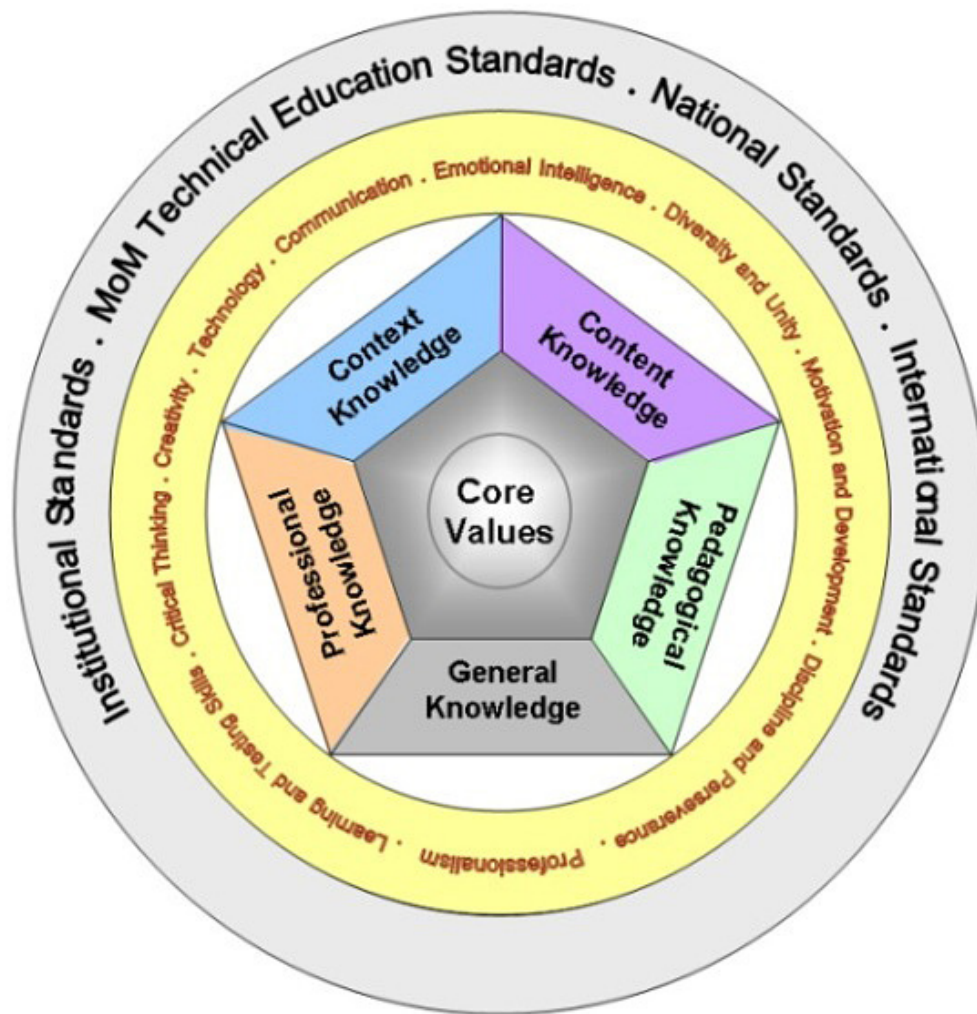 Institutional Standards . MoM Technical Education Standards . National Standards . International Standards
Learning and Testing Skills . Critical Thinking . Creativity . Technology . Communication . Emotional Intelligence . Diversity and Unity . Motivation and Development . Discipline and Perseverance . Professionalism .
Context
Knowledge
Content
Knowledge
Professional
Knowledge
Core
Values
Pedagogical
Knowledge
General
Knowledge